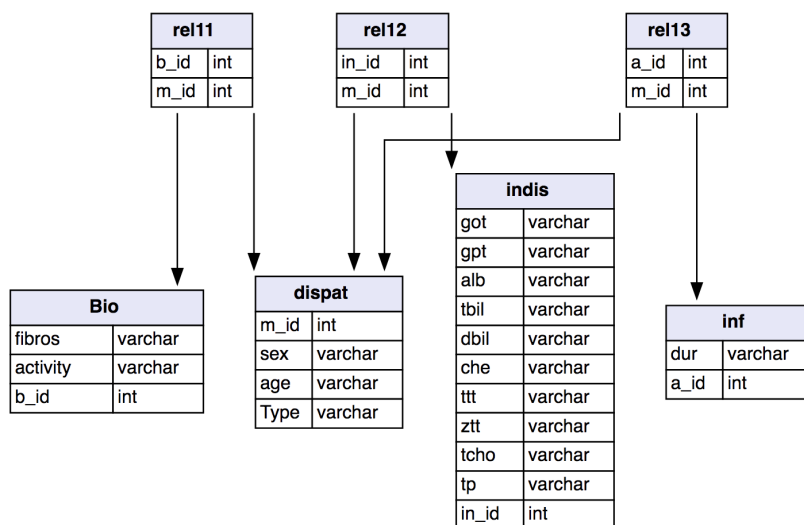 rel11
b_id int
m_id int
rel12
in_id int
m_id int
rel13
a_id int
m_id int
indis
got varchar
gpt varchar
alb varchar
tbil varchar
dbil varchar
che varchar
ttt varchar
ztt varchar
tcho varchar
tp varchar
in_id int
Bio
fibros varchar
activity varchar
b_id int
dispat
m_id int
sex varchar
age varchar
Type varchar
inf
dur varchar
a_id int